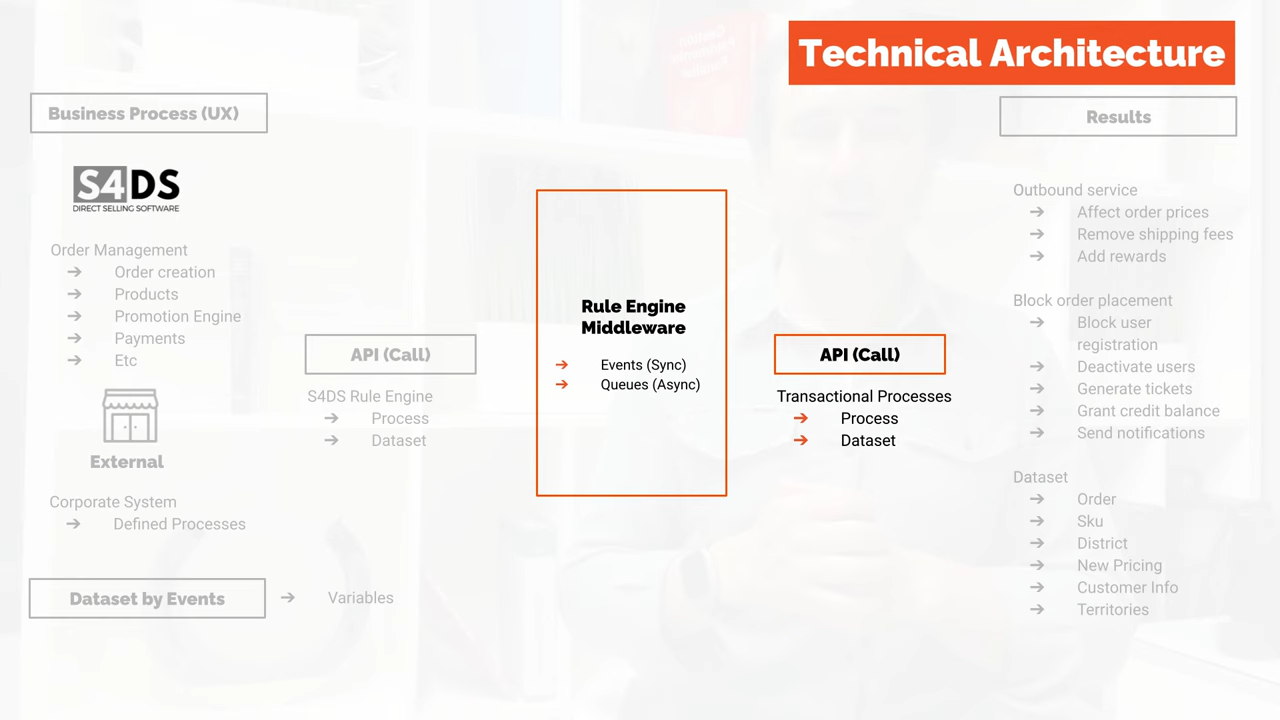 Technical Architecture
Business Process (UX)
S4DS
DIRECT SELLING SOFTWARE
Order Management
➔ Order creation
➔ Products
➔ Promotion Engine
➔ Payments
➔ Etc
External
Corporate System
➔ Defined Processes
Dataset by Events
➔ Variables
API (Call)
S4DS Rule Engine
➔ Process
➔ Dataset
Rule Engine
Middleware
➔ Events (Sync)
➔ Queues (Async)
API (Call)
Transactional Processes
➔ Process
➔ Dataset
Results
Outbound service
➔ Affect order prices
➔ Remove shipping fees
➔ Add rewards
Block order placement
➔ Block user
registration
➔ Deactivate users
➔ Generate tickets
➔ Grant credit balance
➔ Send notifications
Dataset
➔ Order
➔ Sku
➔ District
➔ New Pricing
➔ Customer Info
➔ Territories